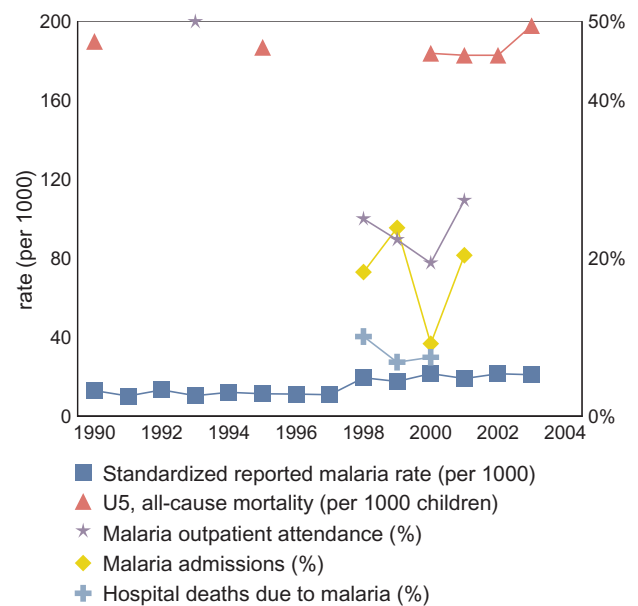 200
50%
160
40%
120
rate (per 1000)
80
20%
40
0
0%
1990 1992 1994 1996 1998 2000 2002 2004
Standardized reported malaria rate (per 1000)
U5, all-cause mortality (per 1000 children)
Malaria outpatient attendance (%)
Malaria admissions (%)
Hospital deaths due to malaria (%)